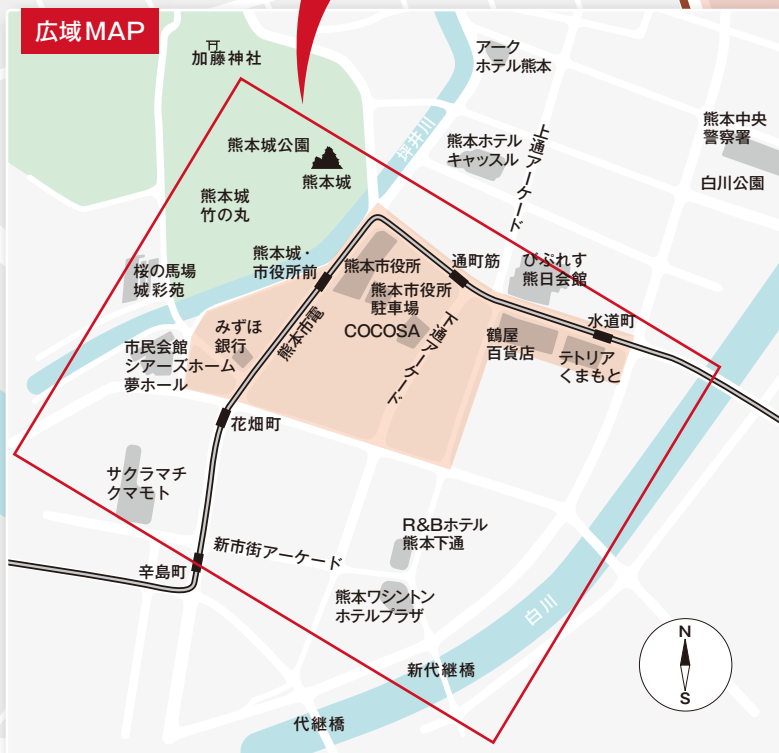 広域MAP
加藤神社
アーク
ホテル熊本
熊本中央
警察署
白川公園
上通アーケード
熊本ホテル
キャッスル
坪井川
熊本城公園
熊本城
熊本城
竹の丸
桜の馬場
城彩苑
熊本城・
市役所前
熊本市役所
熊本市役所
駐車場
COCOSA
通町筋
びぷれす
熊日会館
水道町
鶴屋
百貨店
テトリア
くまもと
下通アーケード
熊本市電
みずほ
銀行
市民会館
シアーズホーム
夢ホール
花畑町
サクラマチ
クマモト
新市街アーケード
辛島町
R&Bホテル
熊本下通
熊本ワシントン
ホテルプラザ
白川
新代継橋
代継橋
N
S